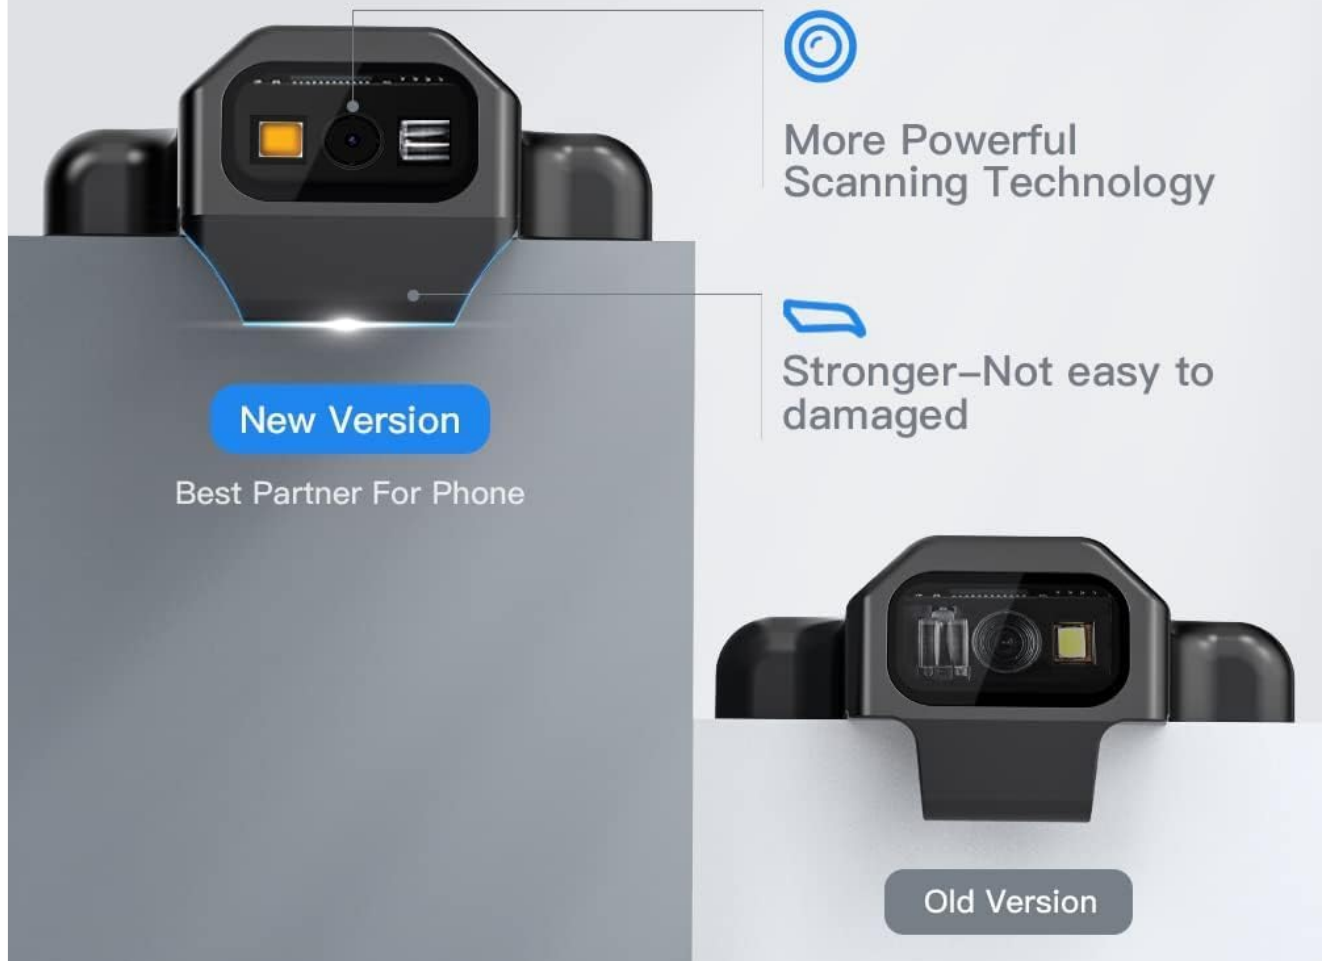 More Powerful
Scanning Technology
Stronger–Not easy to
damaged
New Version
Best Partner For Phone
Old Version